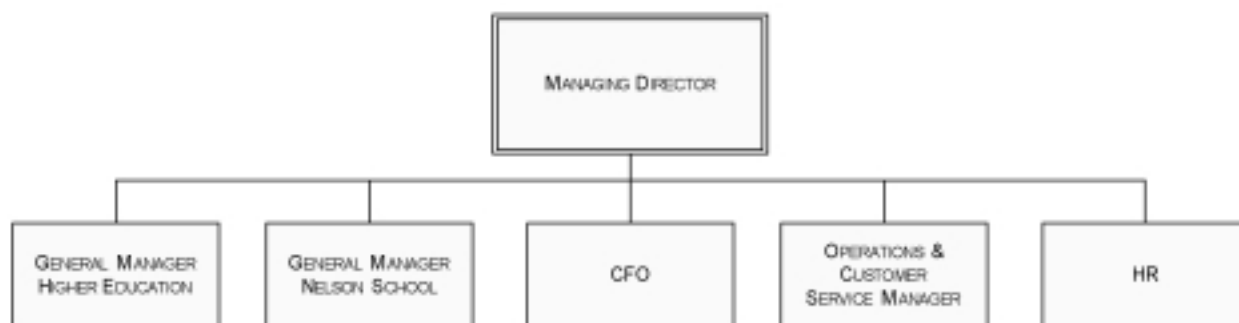 MANAGING DIRECTOR
GENERAL MANAGER
HIGHER EDUCATION
GENERAL MANAGER
NELSON SCHOOL
CFO
OPERATIONS &
CUSTOMER
SERVICE MANAGER
HR